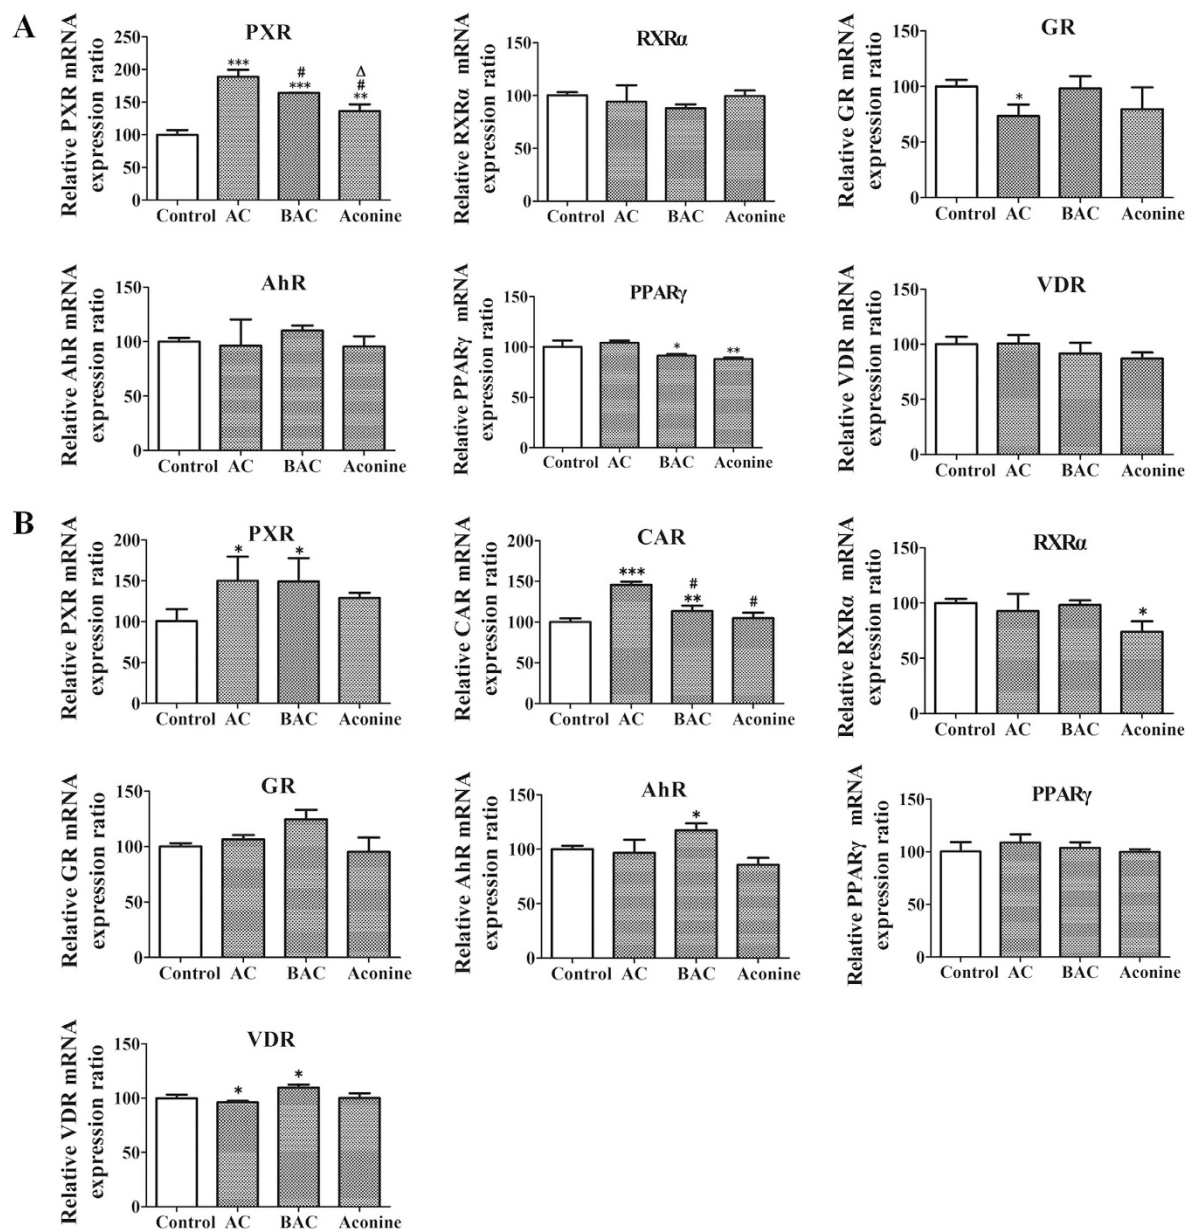 A
PXR
Relative PXR mRNA
expression ratio
250
200
150
100
50
0
***
#
***
Δ
#
**
Control AC BAC Aconine
RXRα
Relative RXRα mRNA
expression ratio
150
100
50
0
Control AC BAC Aconine
GR
Relative GR mRNA
expression ratio
150
100
50
0
*
Control AC BAC Aconine
AhR
Relative AhR mRNA
expression ratio
150
100
50
0
Control AC BAC Aconine
PPARγ
Relative PPARγ mRNA
expression ratio
150
100
50
0
*
**
Control AC BAC Aconine
VDR
Relative VDR mRNA
expression ratio
150
100
50
0
Control AC BAC Aconine
B
PXR
Relative PXR mRNA
expression ratio
200
150
100
50
0
*
*
Control AC BAC Aconine
CAR
Relative CAR mRNA
expression ratio
200
150
100
50
0
***
#
**
#
Control AC BAC Aconine
RXRα
Relative RXRα mRNA
expression ratio
150
100
50
0
*
Control AC BAC Aconine
GR
Relative GR mRNA
expression ratio
150
100
50
0
Control AC BAC Aconine
AhR
Relative AhR mRNA
expression ratio
150
100
50
0
*
Control AC BAC Aconine
PPARγ
Relative PPARγ mRNA
expression ratio
150
100
50
0
Control AC BAC Aconine
VDR
Relative VDR mRNA
expression ratio
150
100
50
0
*
*
Control AC BAC Aconine